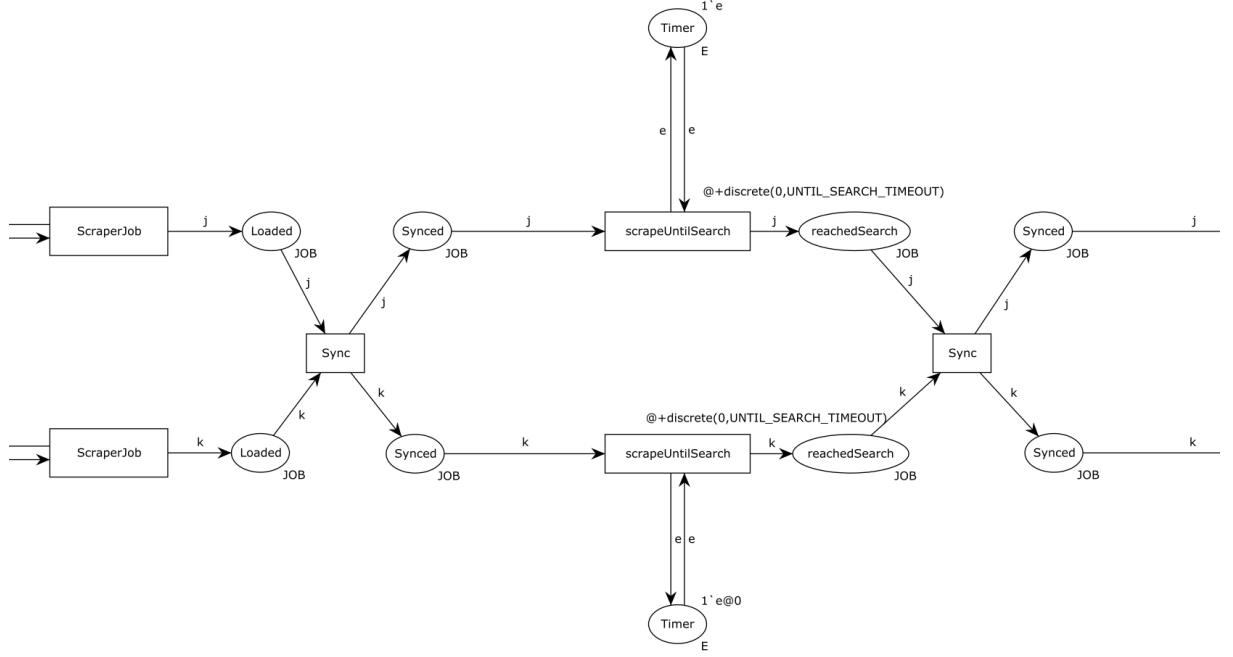 1`e
Timer
E
e
e
@+discrete(0,UNTIL_SEARCH_TIMEOUT)
ScraperJob
j
Loaded
JOB
Synced
JOB
j
scrapeUntilSearch
j
reachedSearch
JOB
Synced
JOB
j
j
j
j
j
Sync
Sync
k
k
k
k
@+discrete(0,UNTIL_SEARCH_TIMEOUT)
ScraperJob
k
Loaded
JOB
Synced
JOB
k
scrapeUntilSearch
k
reachedSearch
JOB
Synced
JOB
k
e
e
1`e@0
Timer
E